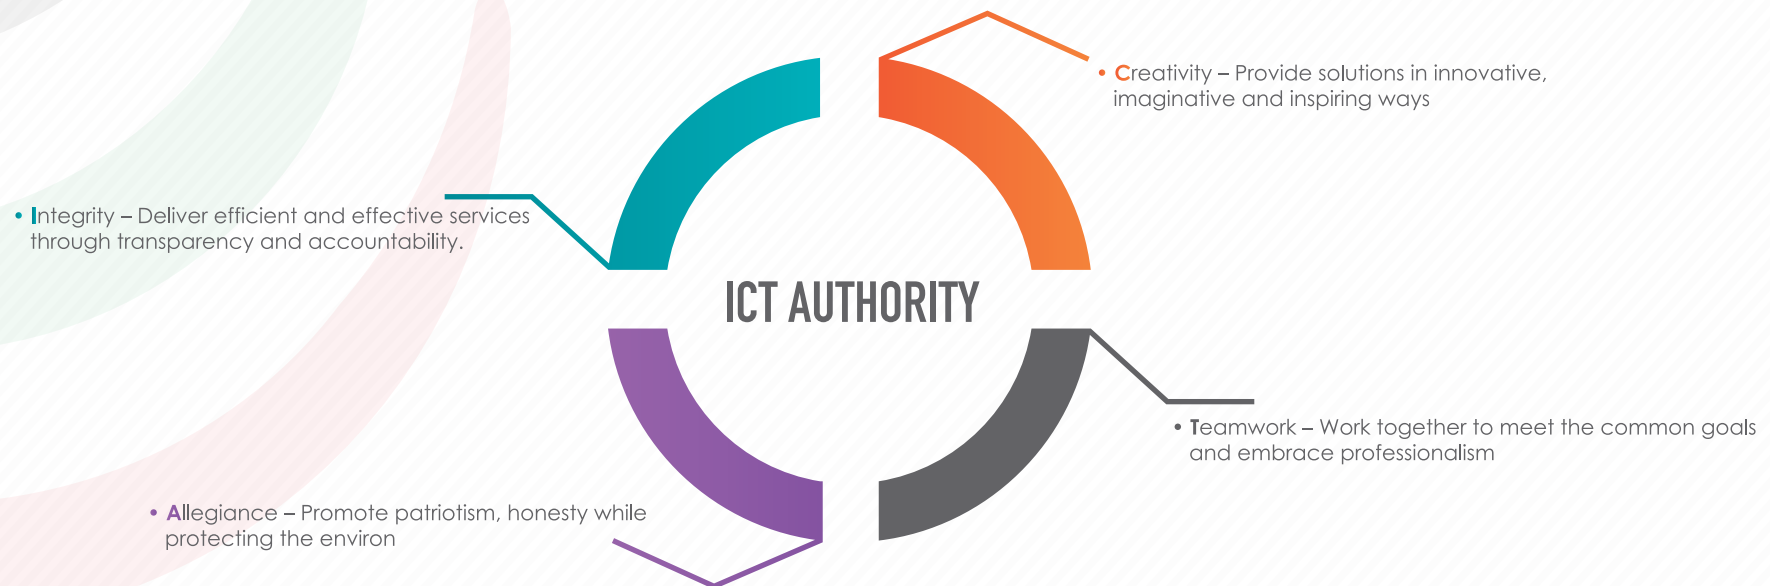 • Creativity – Provide solutions in innovative,
imaginative and inspiring ways
• Integrity – Deliver efficient and effective services
through transparency and accountability.
ICT AUTHORITY
• Teamwork – Work together to meet the common goals
and embrace professionalism
• Allegiance – Promote patriotism, honesty while
protecting the environ